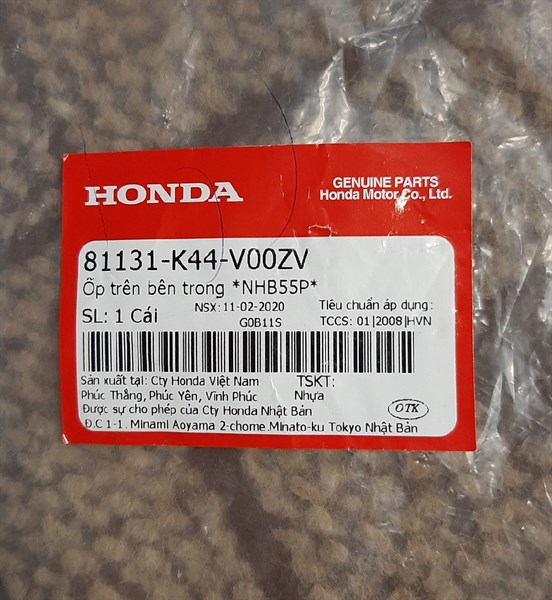 HONDA
GENUINE PARTS
Honda Motor Co., Ltd.
81131-K44-V00ZV
Ốp trên bên trong *NHB55P*
SL: 1 Cái
NSX: 11-02-2020
G0B11S
Tiêu chuẩn áp dụng:
TCCS: 01|2008|HVN
Sản xuất tại: Cty Honda Việt Nam
Phúc Thắng, Phúc Yên, Vĩnh Phúc
TSKT:
Nhựa
Được sự cho phép của Cty Honda Nhật Bản
Đ.C 1-1. Minami Aoyama 2-chome.Minato-ku Tokyo Nhật Bản
OTK